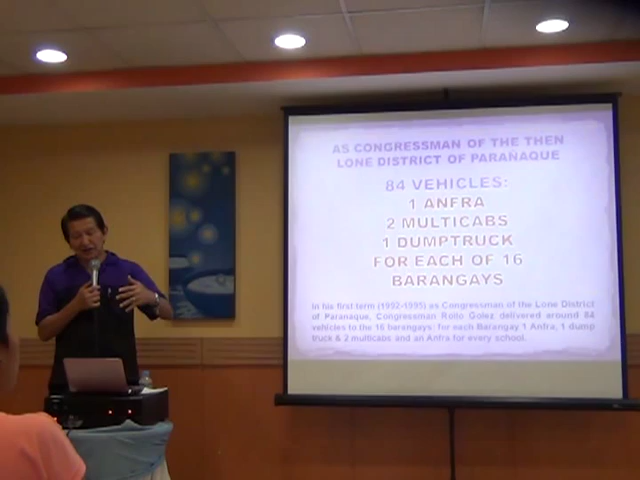 AS CONGRESSMAN OF THE THEN
LONE DISTRICT OF PARAÑAQUE
84 VEHICLES:
1 ANFRA
2 MULTICABS
1 DUMPTRUCK
FOR EACH OF 16
BARANGAYS
In his first term (1992-1995) as Congressman of the Lone District
of Parañaque, Congressman Roilo Golez delivered around 84
vehicles to the 16 barangays: for each Barangay 1 Anfra, 1 dump
truck & 2 multicabs and an Anfra for every school.